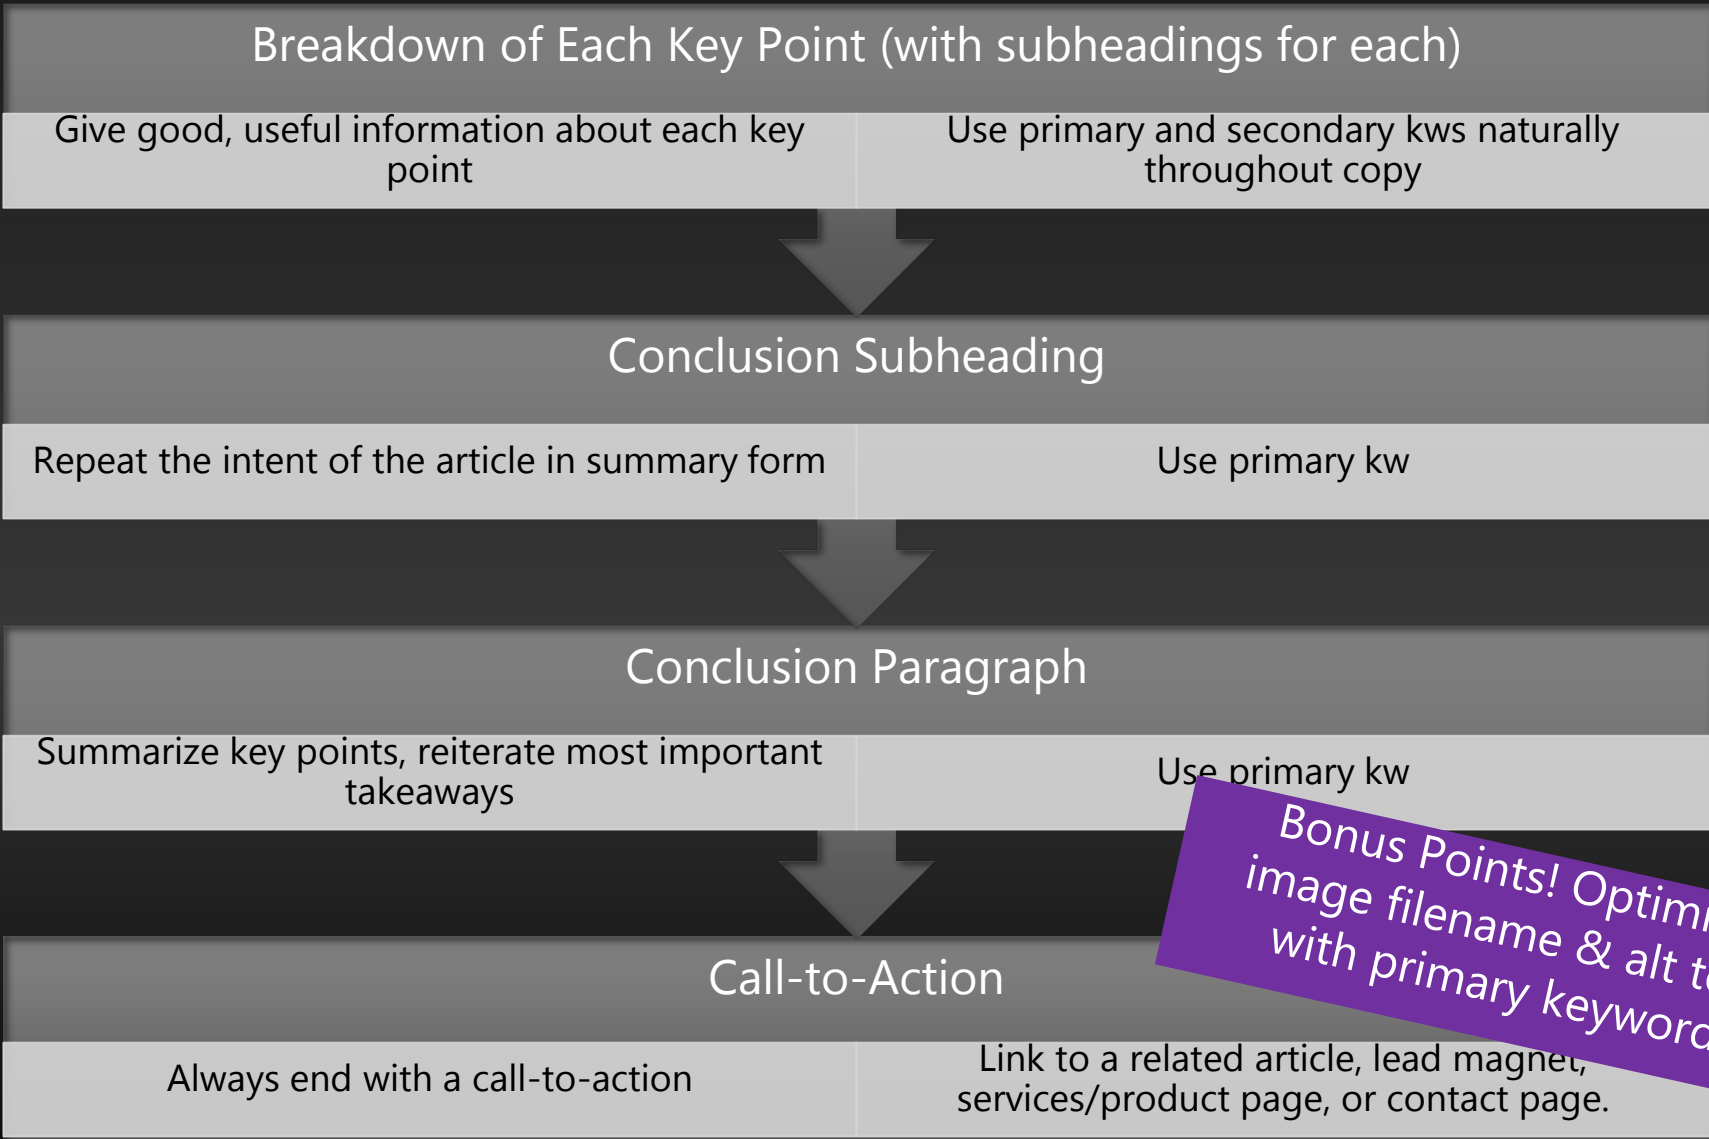 Breakdown of Each Key Point (with subheadings for each)
Give good, useful information about each key
point
Use primary and secondary kws naturally
throughout copy
Conclusion Subheading
Repeat the intent of the article in summary form
Use primary kw
Conclusion Paragraph
Summarize key points, reiterate most important
takeaways
Use primary kw
Bonus Points! 
image filename & alt
with primary keyword
Call-to-Action
Always end with a call-to-action
Link to a related article, lead magnet,
services/product page, or contact page.